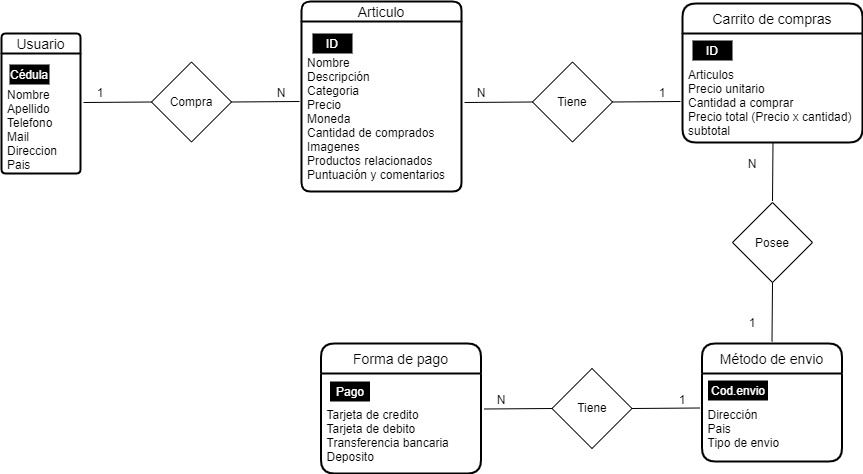 Usuario
Cédula
Nombre
Apellido
Telefono
Mail
Direccion
Pais
1
Compra
N
Articulo
ID
Nombre
Descripción
Categoria
Precio
Moneda
Cantidad de comprados
Imagenes
Productos relacionados
Puntuación y comentarios
N
Tiene
1
Carrito de compras
ID
Articulos
Precio unitario
Cantidad a comprar
Precio total (Precio x cantidad)
subtotal
N
Posee
1
Método de envio
Cod.envio
Dirección
Pais
Tipo de envio
1
Tiene
N
Forma de pago
Pago
Tarjeta de credito
Tarjeta de debito
Transferencia bancaria
Deposito